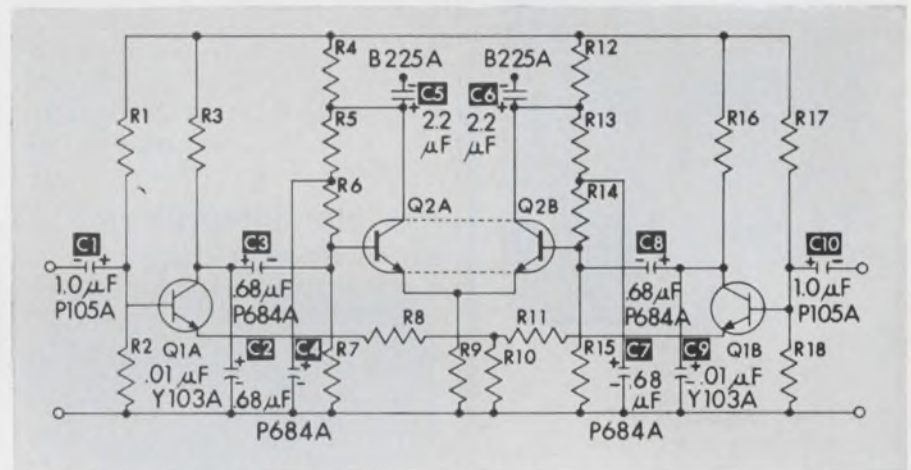 R4
R12
B225A
B225A
C5
C6
R1
R3
R5
2.2
µF
2.2
µF
R13
R16
R17
R6
R14
Q2A
Q2B
C1
C3
C8
C10
1.0µF
P105A
.68µF
P684A
.68µF
P684A
1.0µF
P105A
R8
R11
R2
Q1A
C2
C4
R7
R9
R10
R15
C7
C9
Q1B
R18
.01µF
Y103A
.68µF
.68
µF
.01µF
Y103A
P684A
P684A